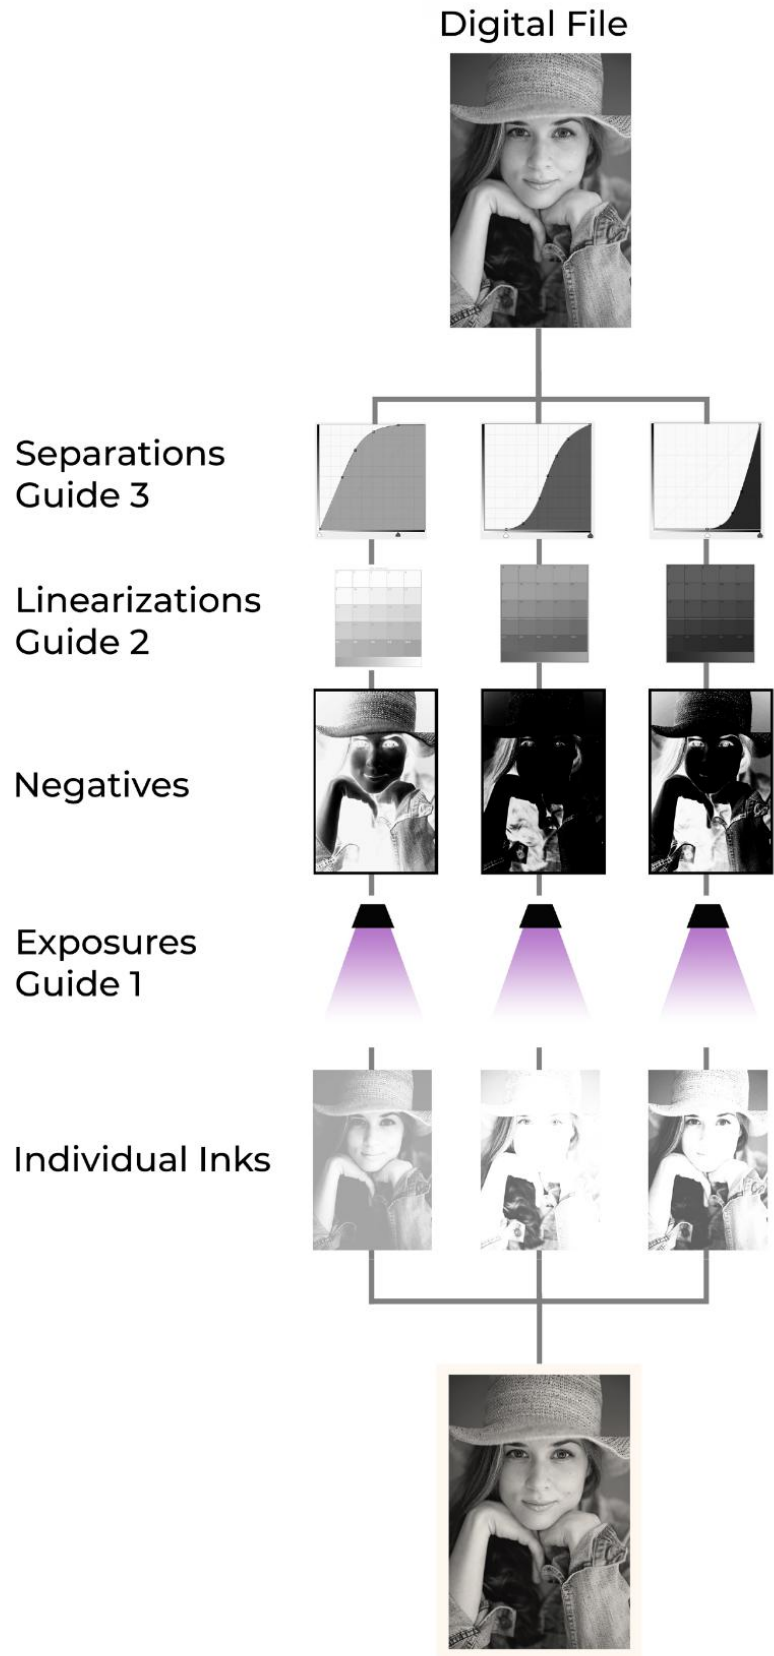 Digital File
Separations
Guide 3
Linearizations
Guide 2
Negatives
Exposures
Guide 1
Individual Inks